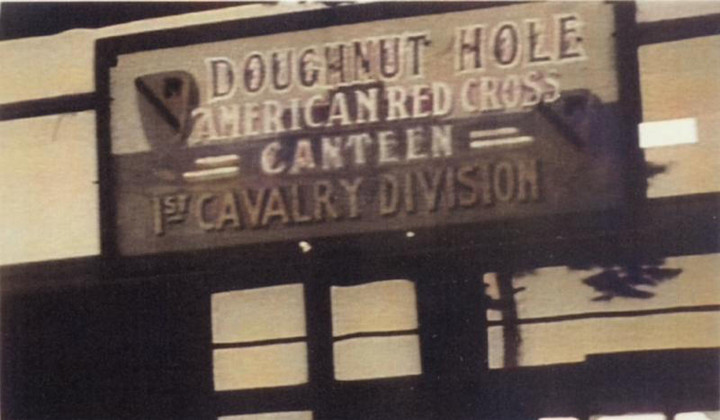 DOUGHNUT HOLE
AMERICAN RED CROSS
= CANTEEN =
1ST CAVALRY DIVISION